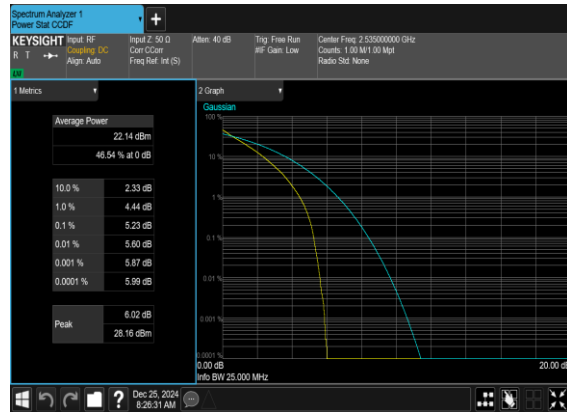 Spectrum Analyzer 1
Power Stat CCDF
KEYSIGHT
R T
Input: RF
Coupling: DC
Align: Auto
Input Z: 50 Ω
Corr CCorr
Freq Ref: Int (S)
Atten: 40 dB
Trig: Free Run
#IF Gain: Low
Center Freq: 2.535000000 GHz
Counts: 1.00 M/1.00 Mpt
Radio Std: None
1 Metrics
Average Power
22.14 dBm
46.54 % at 0 dB
10.0 % 2.33 dB
1.0 % 4.44 dB
0.1 % 5.23 dB
0.01 % 5.60 dB
0.001 % 5.87 dB
0.0001 % 5.99 dB
Peak
6.02 dB
28.16 dBm
2 Graph
Gaussian
100 %
10 %
1 %
0.1 %
0.01 %
0.001 %
0.0001 %
0.00 dB
20.00 dB
Info BW 25.000 MHz
?
Dec 25, 2024
8:26:31 AM